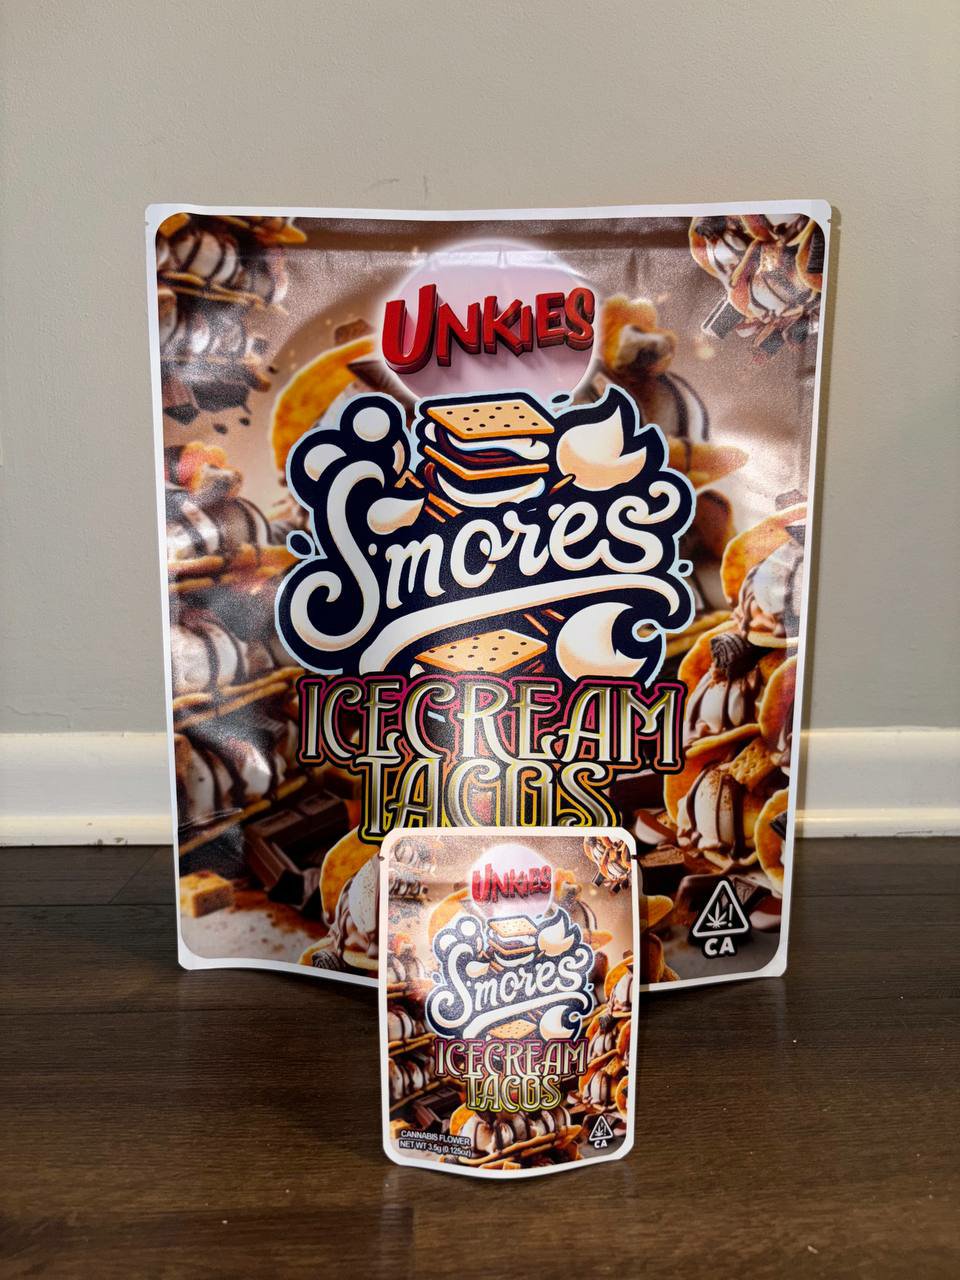 UNKIES
S'mores
ICECREAM
TACOS
CA
UNKIES
S'mores
ICECREAM
TACOS
CANNABIS FLOWER
NET WT 3.5g (0.125oz)
CA